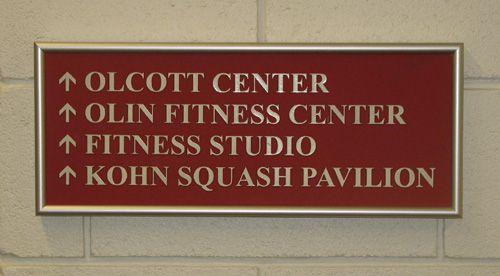 ↑ OLCOTT CENTER
↑ OLIN FITNESS CENTER
↑ FITNESS STUDIO
↑ KOHN SQUASH PAVILION